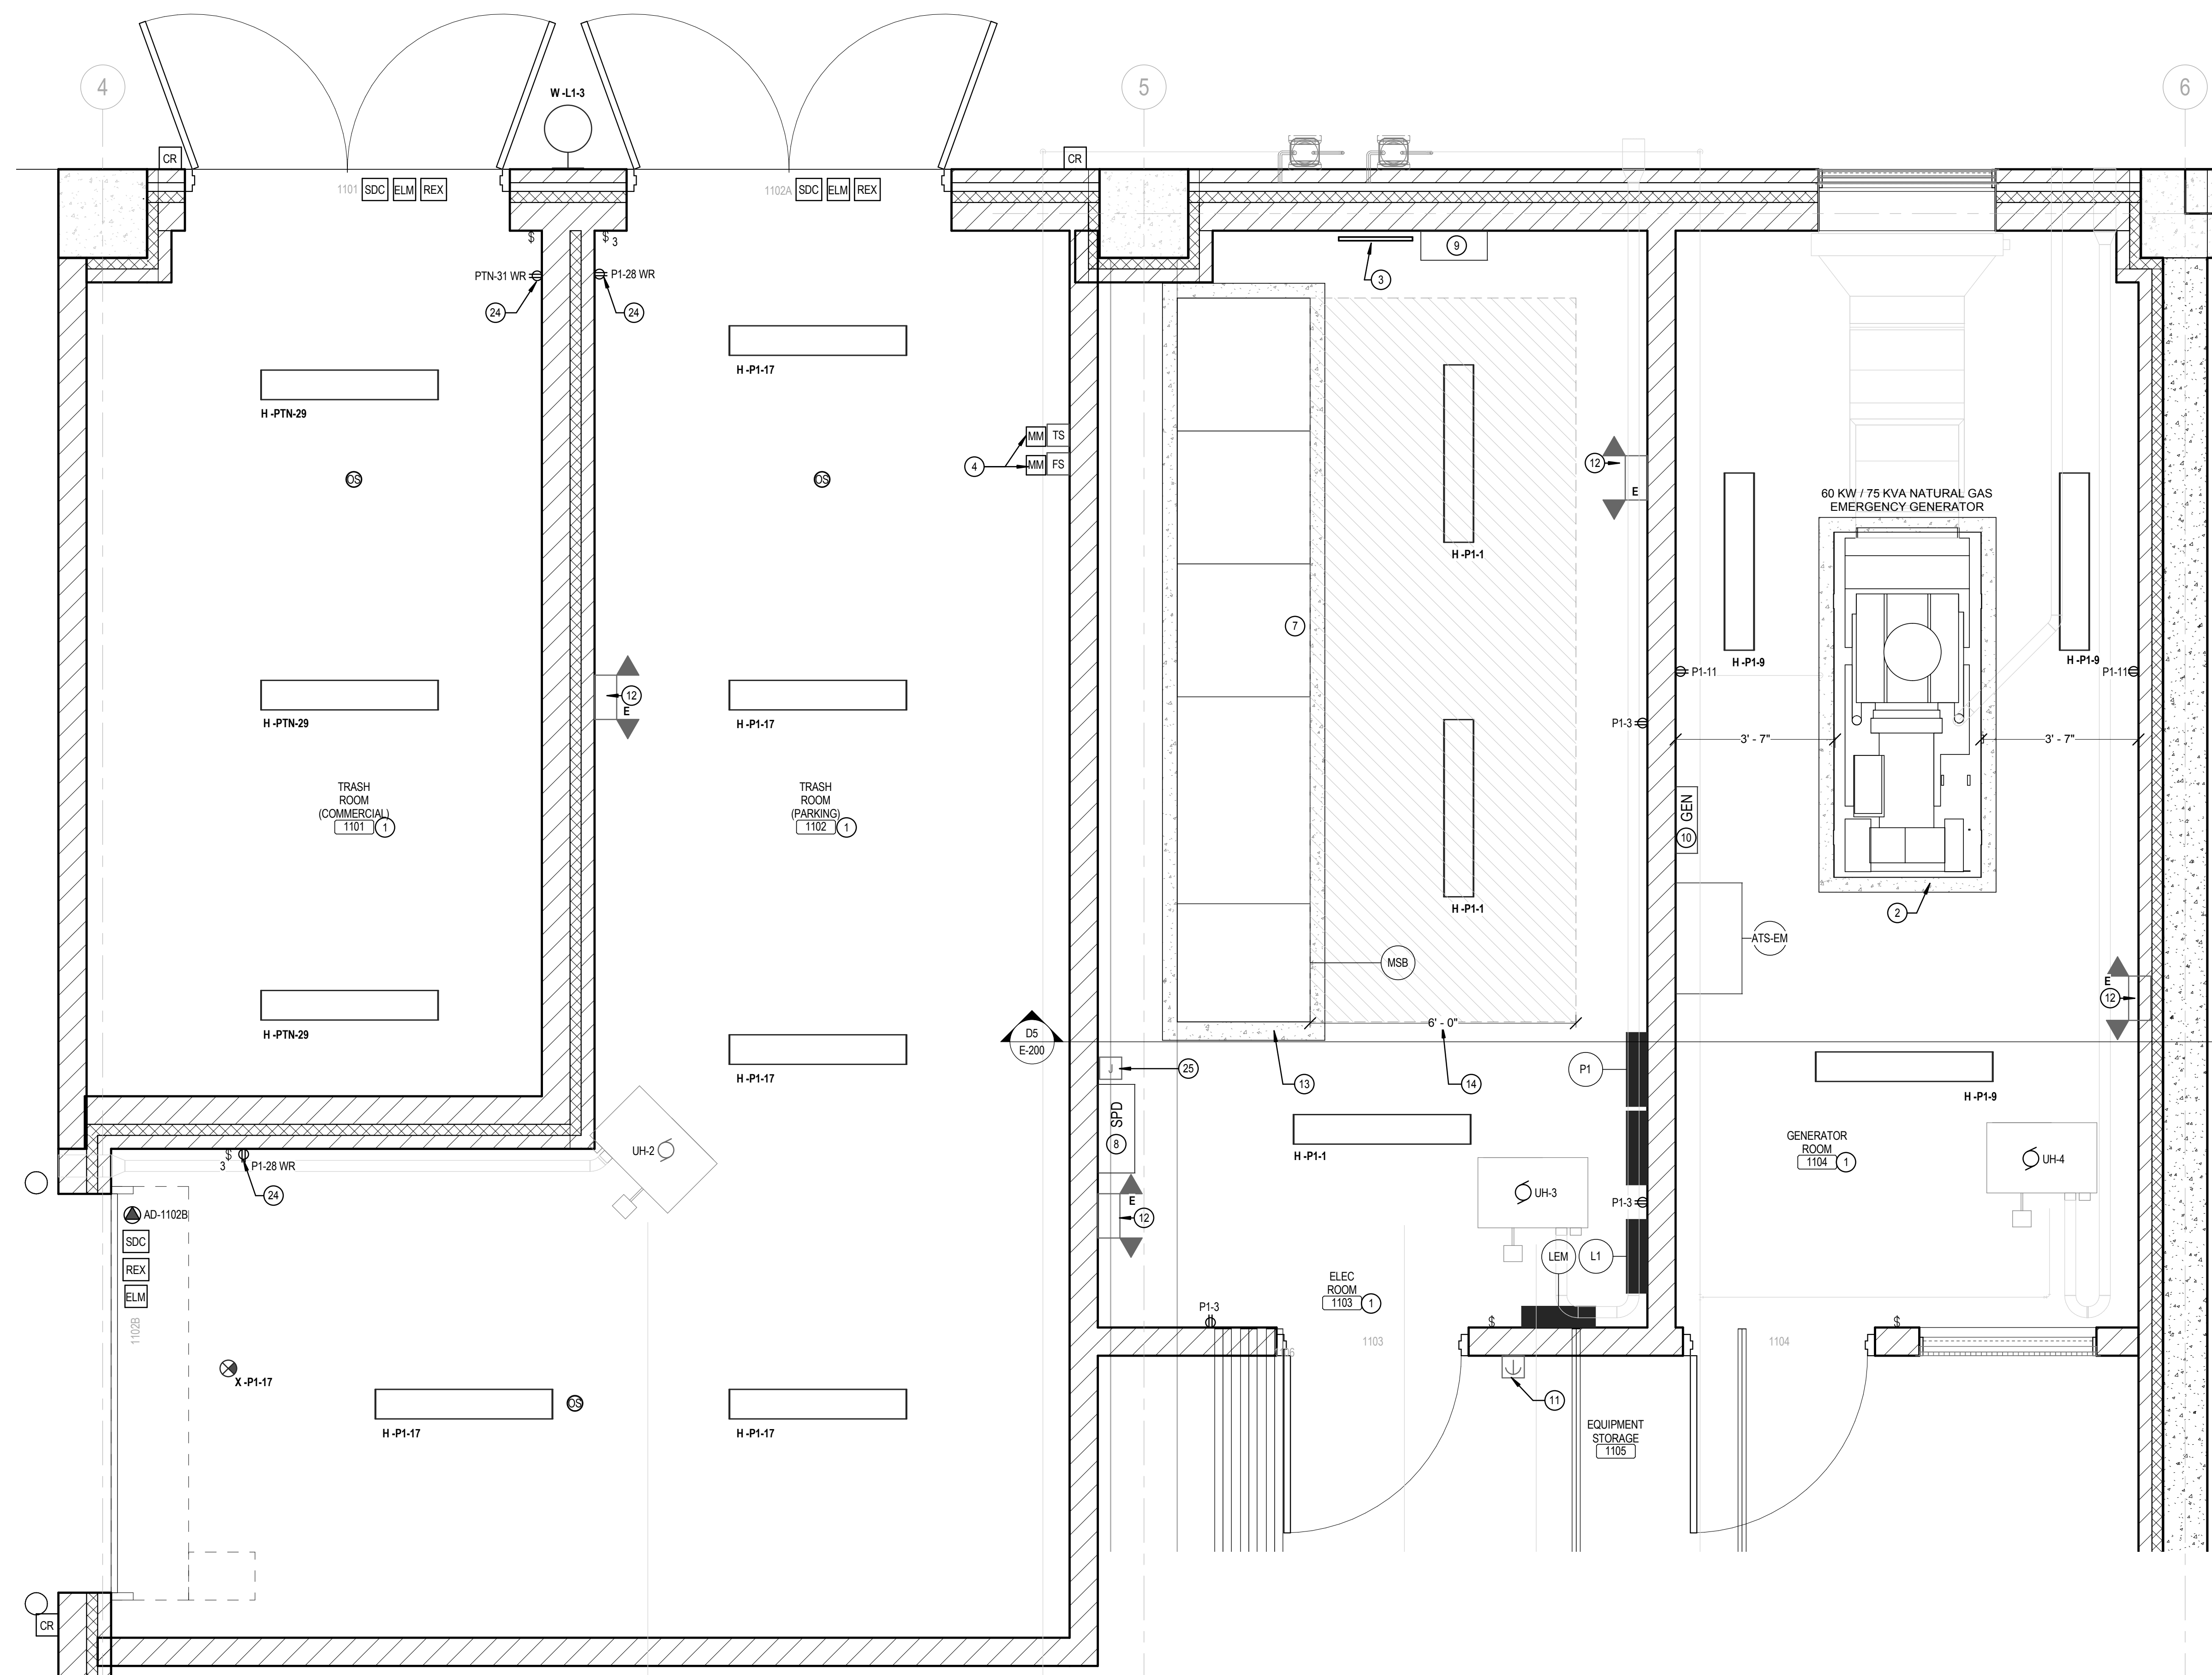 4
5
6
W -L1-3
CR
CR
1101
SDC
ELM
REX
1102A
SDC
ELM
REX
$
$
3
PTN-31 WR
P1-28 WR
24
24
9
3
H -PTN-29
H -P1-17
OS
OS
MM
TS
MM
FS
4
12
E
H -P1-1
60 KW / 75 KVA NATURAL GAS
EMERGENCY GENERATOR
7
H -P1-9
H -P1-9
P1-11
P1-11
12
E
H -PTN-29
H -P1-17
P1-3
3' - 7"
3' - 7"
TRASH
ROOM
(COMMERCIAL)
1101
1
TRASH
ROOM
(PARKING)
1102
1
GEN
10
H -P1-1
2
ATS-EM
MSB
E
12
H -PTN-29
D5
E-200
6' - 0"
H -P1-17
J
25
13
14
P1
H -P1-9
SPD
8
H -P1-1
UH-2
GENERATOR
ROOM
1104
1
UH-4
$
3
P1-28 WR
24
UH-3
P1-3
E
12
AD-1102B
SDC
REX
ELM
1102B
LEM
L1
ELEC
ROOM
1103
1
P1-3
$
$
1103
1104
X -P1-17
11
OS
H -P1-17
H -P1-17
EQUIPMENT
STORAGE
1105
CR